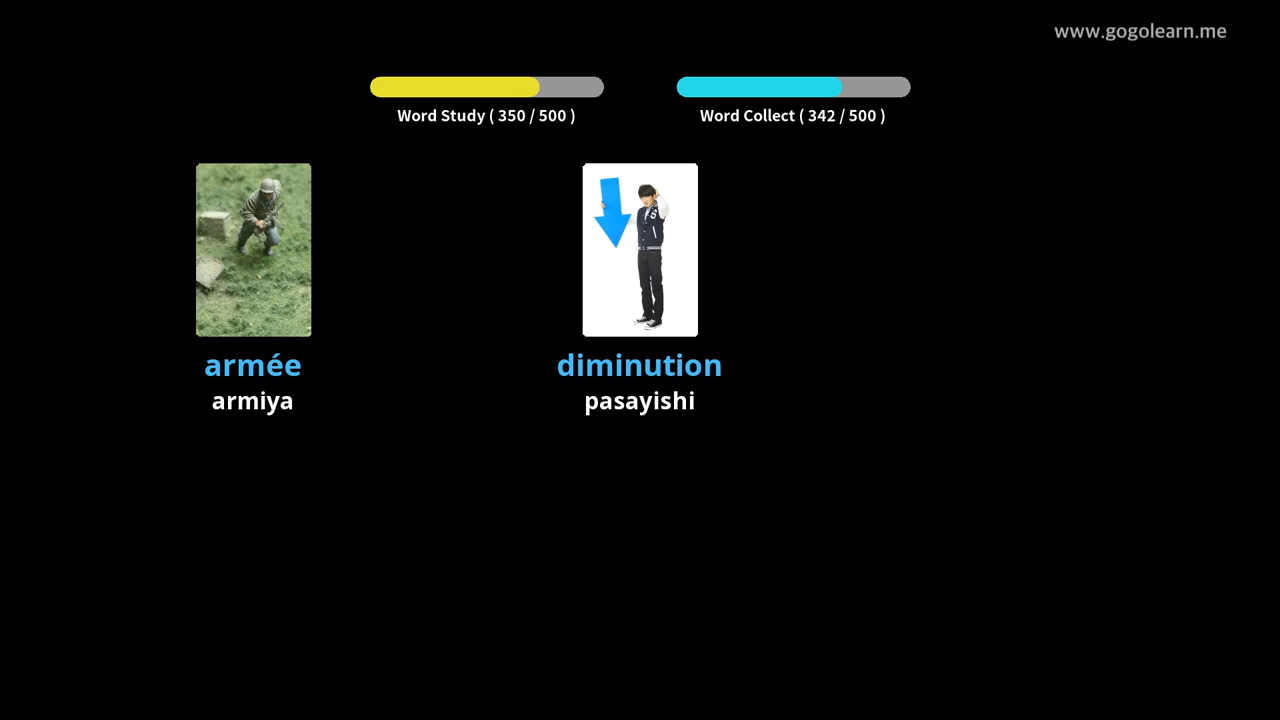 www.gogolearn.me
Word Study ( 350 / 500 )
Word Collect ( 342 / 500 )
armée
armiya
diminution
pasayishi